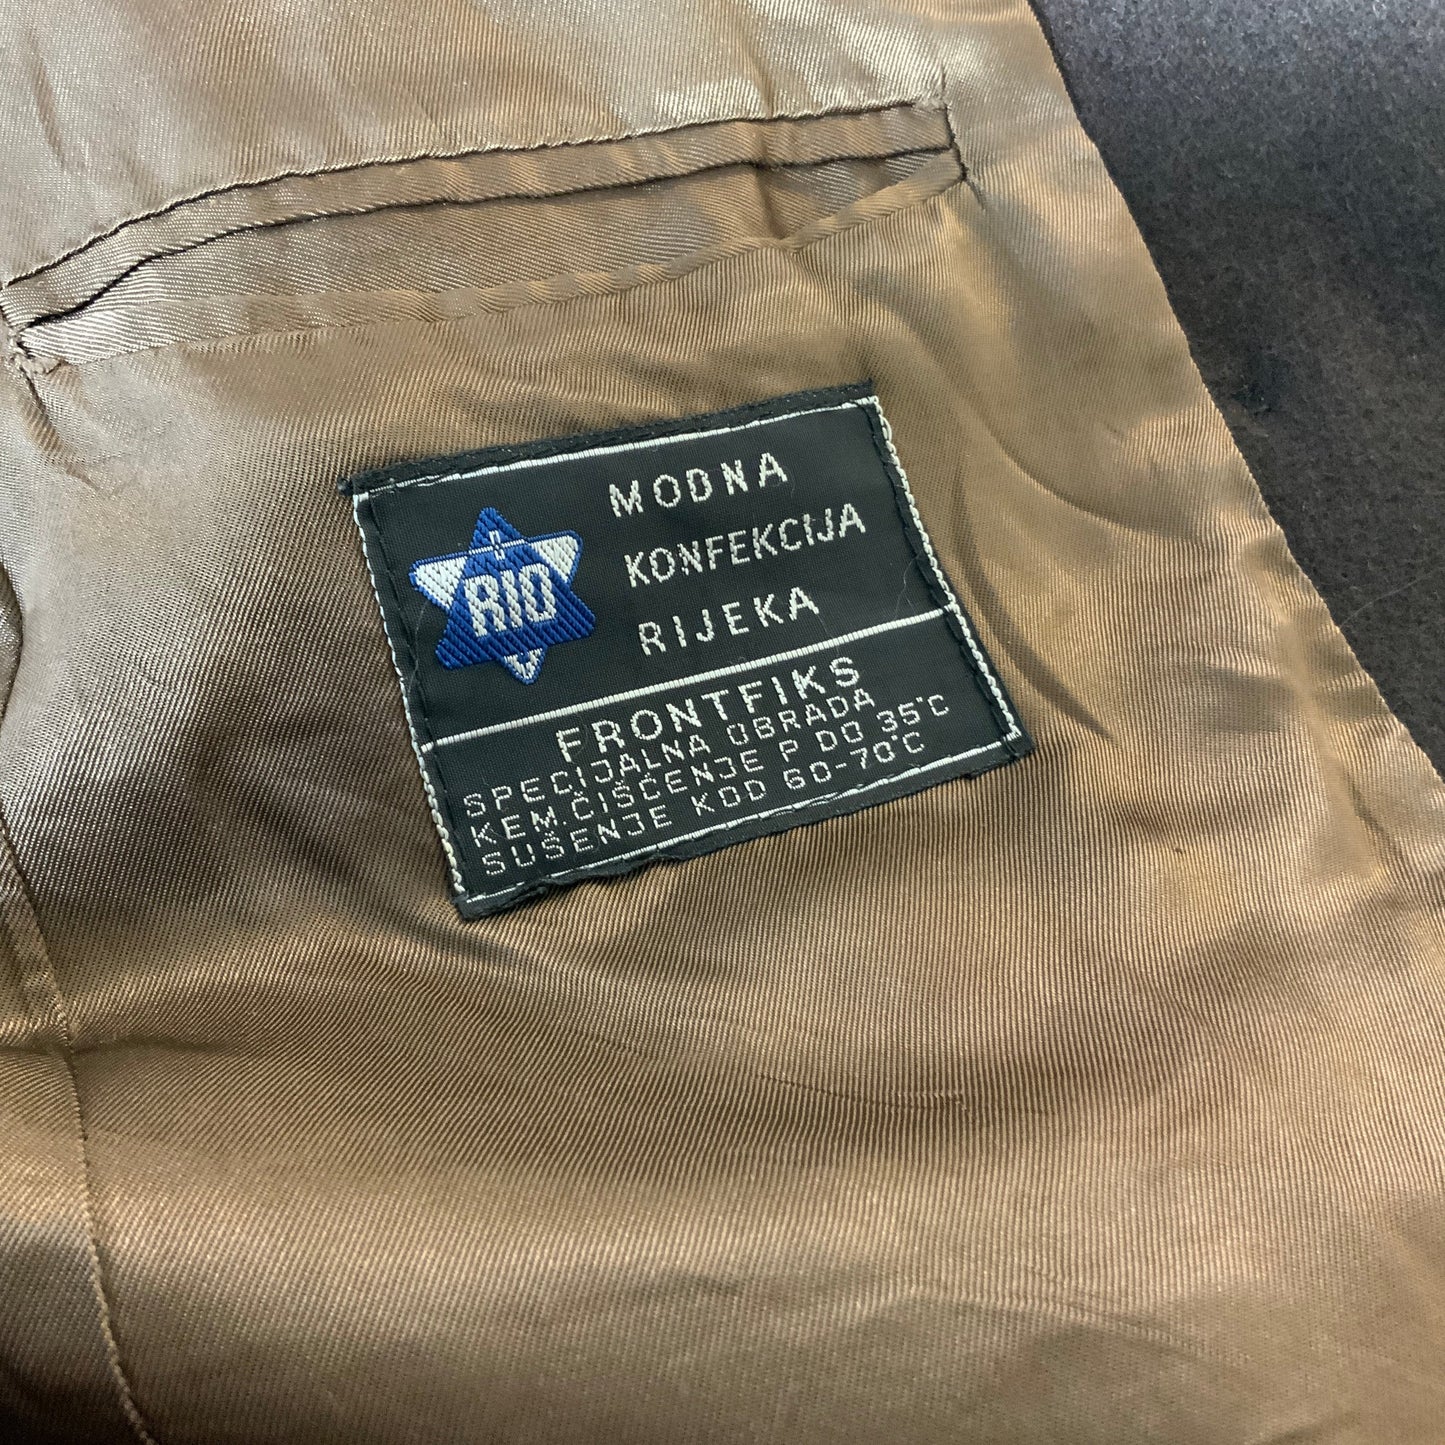 RIO
MODNA
KONFEKCIJA
RIJEKA
FRONTFIKS
SPECIJALNA OBRADA
KEM.ČIŠĆENJE P DO 35°C
SUŠENJE KOD 60-70°C